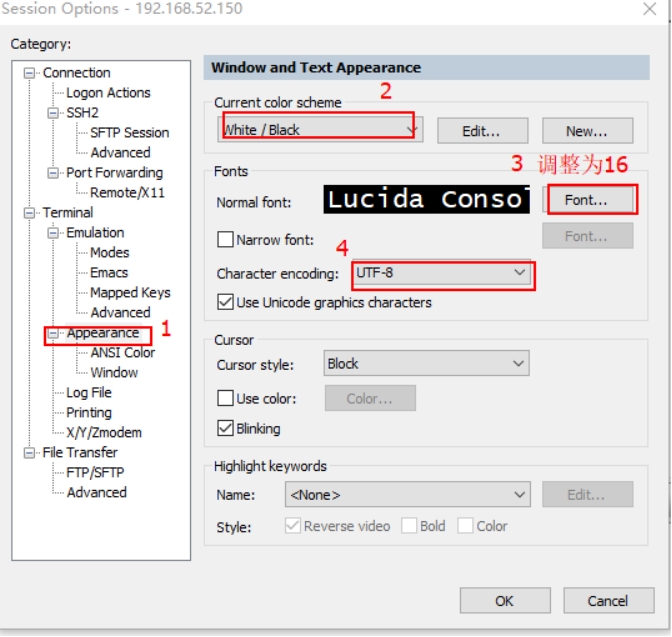 Session Options - 192.168.52.150
Category:
Connection
Logon Actions
SSH2
SFTP Session
Advanced
Port Forwarding
Remote/X11
Terminal
Emulation
Modes
Emacs
Mapped Keys
Advanced
Appearance 1
ANSI Color
Window
Log File
Printing
X/Y/Zmodem
File Transfer
FTP/SFTP
Advanced
Window and Text Appearance
2
Current color scheme
White / Black Edit... New...
3 调整为16
Fonts
Normal font: Lucida Consol Font...
Narrow font: Font...
4
Character encoding: UTF-8
Use Unicode graphics characters
Cursor
Cursor style: Block
Use color: Color...
Blinking
Highlight keywords
Name: <None> Edit...
Style: Reverse video Bold Color
OK Cancel